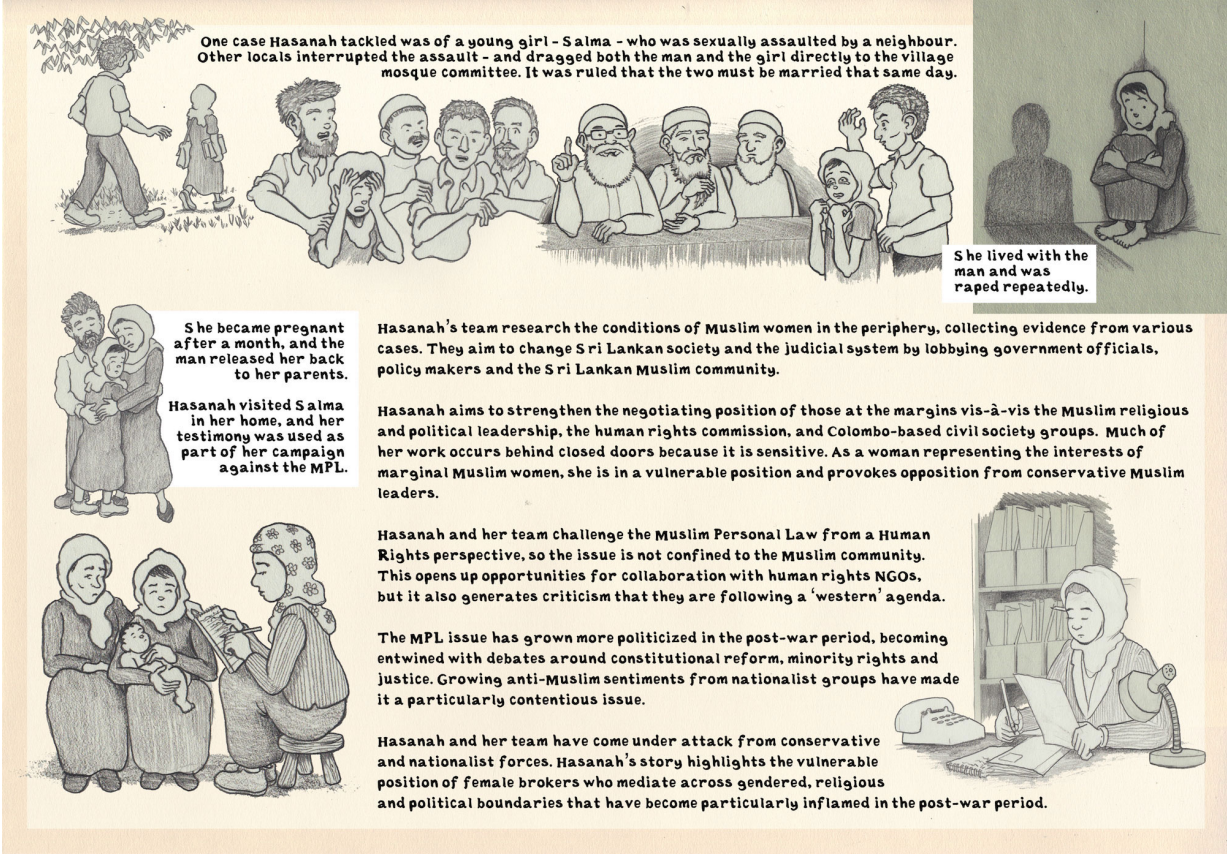 One case Hasanah tackled was of a young girl - Salma - who was sexually assaulted by a neighbour.
Other locals interrupted the assault - and dragged both the man and the girl directly to the village
mosque committee. It was ruled that the two must be married that same day.
She lived with the
man and was
raped repeatedly.
She became pregnant
after a month, and the
man released her back
to her parents.
Hasanah visited Salma
in her home, and her
testimony was used as
part of her campaign
against the MPL.
Hasanah's team research the conditions of Muslim women in the periphery, collecting evidence from various
cases. They aim to change Sri Lankan society and the judicial system by lobbying government officials,
policy makers and the Sri Lankan Muslim community.
Hasanah aims to strengthen the negotiating position of those at the margins vis-à-vis the Muslim religious
and political leadership, the human rights commission, and Colombo-based civil society groups. Much of
her work occurs behind closed doors because it is sensitive. As a woman representing the interests of
marginal Muslim women, she is in a vulnerable position and provokes opposition from conservative Muslim
leaders.
Hasanah and her team challenge the Muslim Personal Law from a Human
Rights perspective, so the issue is not confined to the Muslim community.
This opens up opportunities for collaboration with human rights NGOs,
but it also generates criticism that they are following a 'western' agenda.
The MPL issue has grown more politicized in the post-war period, becoming
entwined with debates around constitutional reform, minority rights and
justice. Growing anti-Muslim sentiments from nationalist groups have made
it a particularly contentious issue.
Hasanah and her team have come under attack from conservative
and nationalist forces. Hasanah's story highlights the vulnerable
position of female brokers who mediate across gendered, religious
and political boundaries that have become particularly inflamed in the post-war period.